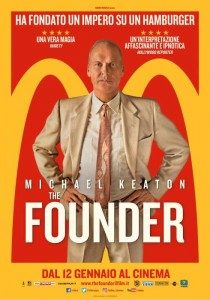 HA FONDATO UN IMPERO SU UN HAMBURGER
★★★★★
"UNA VERA MAGIA"
VARIETY
★★★★★
"UN'INTERPRETAZIONE
AFFASCINANTE E IPNOTICA"
HOLLYWOOD REPORTER
MICHAEL KEATON
THE
FOUNDER
DAL 12 GENNAIO AL CINEMA